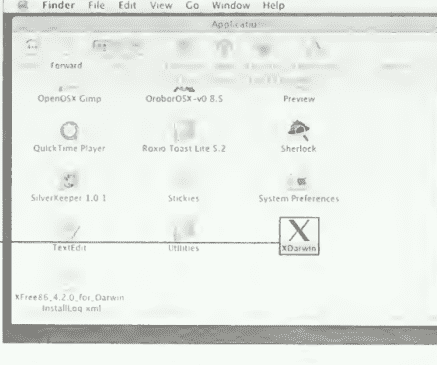 Finder File Edit View Go Window Help
Applicatio
Forward
OpenOSX Gimp OroborOSX-v0 8.5 Preview
QuickTime Player Roxio Toast Lite 5.2 Sherlock
SilverKeeper 1.0 1 Stickies System Preferences
TextEdit Utilities XDarwin
XFree86_4.2.0_for_Darwin
InstallLog xml